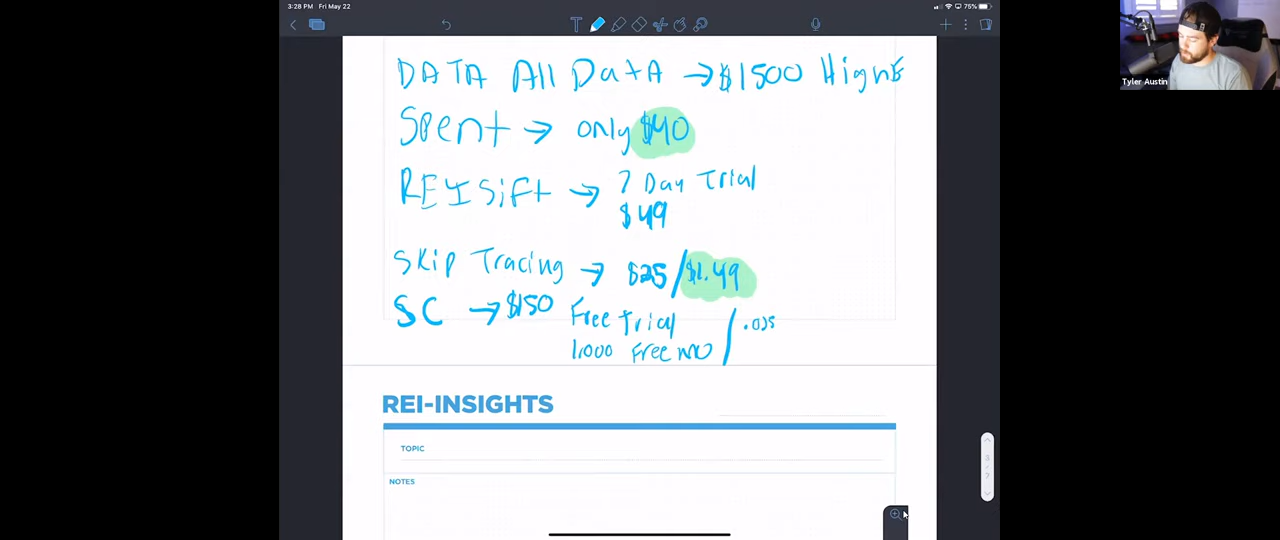 3:28 PM Fri May 22
75%
T
DATA All DatA → $1500 Highest
Spent → only $40
REISift → 7 Day Trial
$49
Skip Tracing → $25/$1.49
SC → $150 Free trial
1,000 Free mo / .025
REI-INSIGHTS
TOPIC
NOTES
Tyler Austin